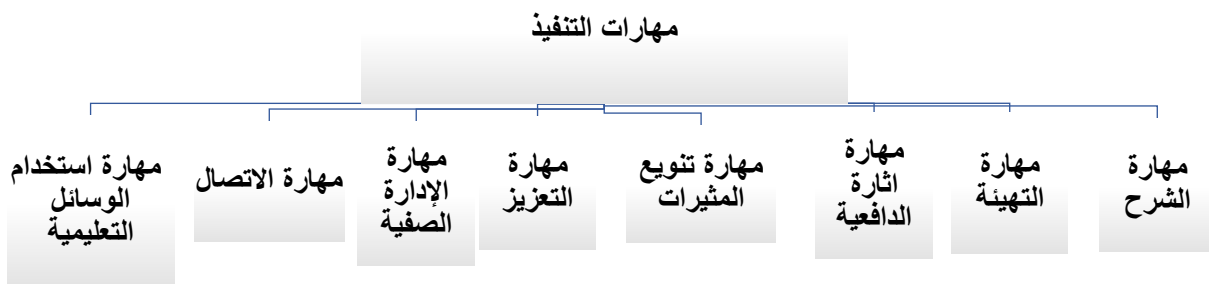 مهارات التنفيذ
مهارة
الشرح
مهارة
التهيئة
مهارة
اثارة
الدافعية
مهارة تنويع
المثيرات
مهارة
التعزيز
مهارة
الإدارة
الصفية
مهارة الاتصال
مهارة استخدام
الوسائل
التعليمية